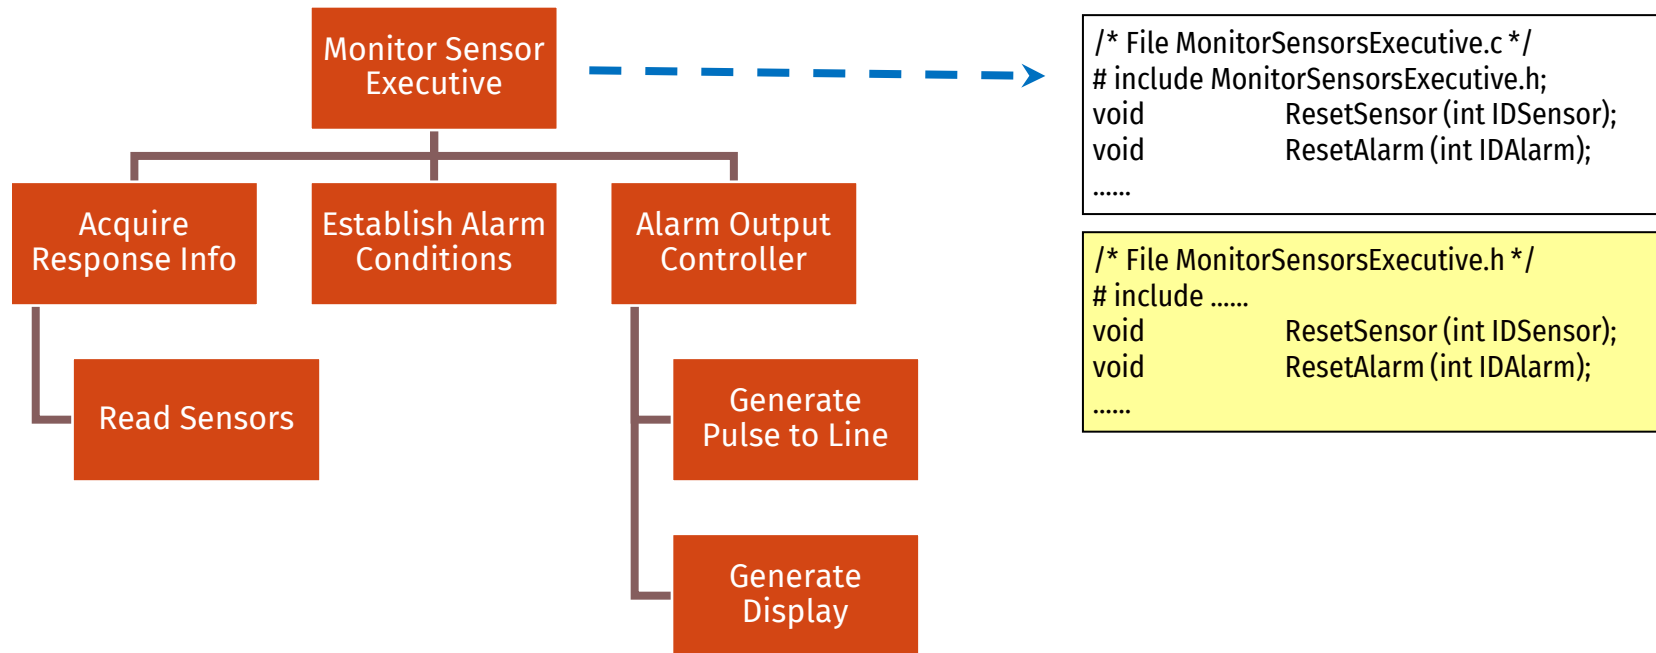 Monitor Sensor
Executive
Acquire
Response Info
Establish Alarm
Conditions
Alarm Output
Controller
Read Sensors
Generate
Pulse to Line
Generate
Display
/* File MonitorSensorsExecutive.c */
# include MonitorSensorsExecutive.h;
void ResetSensor (int IDSensor);
void ResetAlarm (int IDAlarm);
......
/* File MonitorSensorsExecutive.h */
# include ......
void ResetSensor (int IDSensor);
void ResetAlarm (int IDAlarm);
......